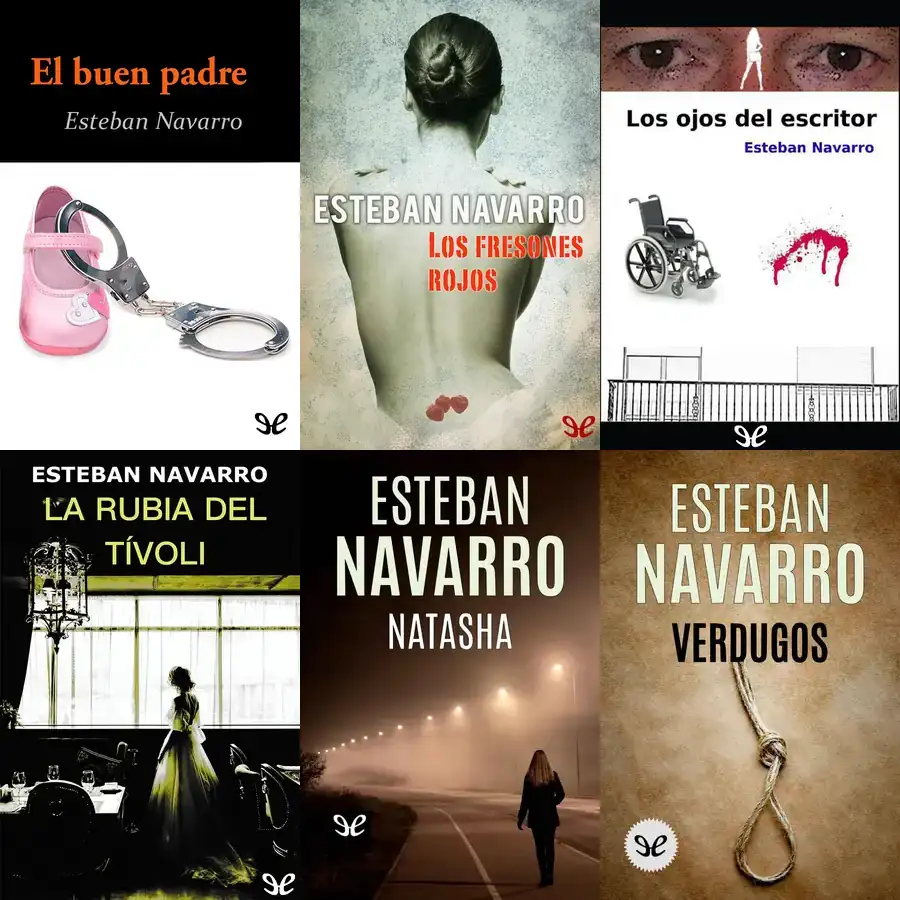 El buen padre
Esteban Navarro
ESTEBAN NAVARRO
LOS FRESONES
ROJOS
Los ojos del escritor
Esteban Navarro
ESTEBAN NAVARRO
LA RUBIA DEL
TÍVOLI
ESTEBAN
NAVARRO
NATASHA
ESTEBAN
NAVARRO
VERDUGOS